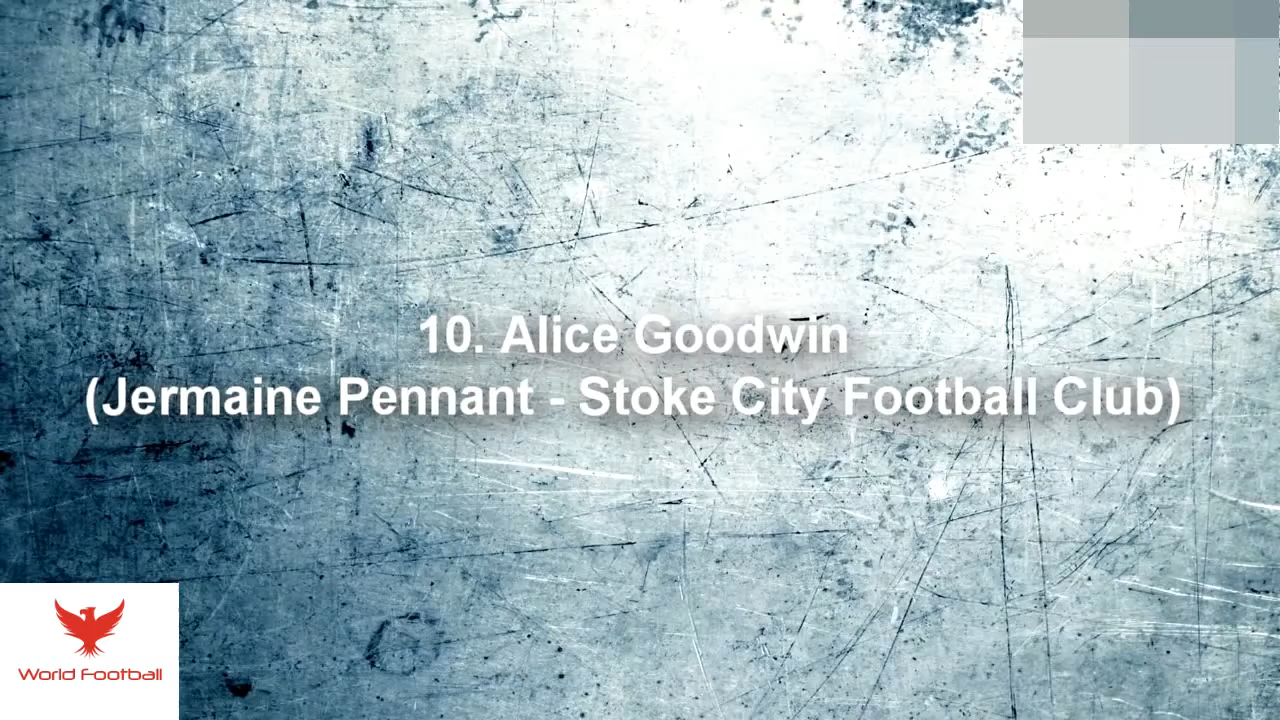 10. Alice Goodwin
(Jermaine Pennant - Stoke City Football Club)
World Football